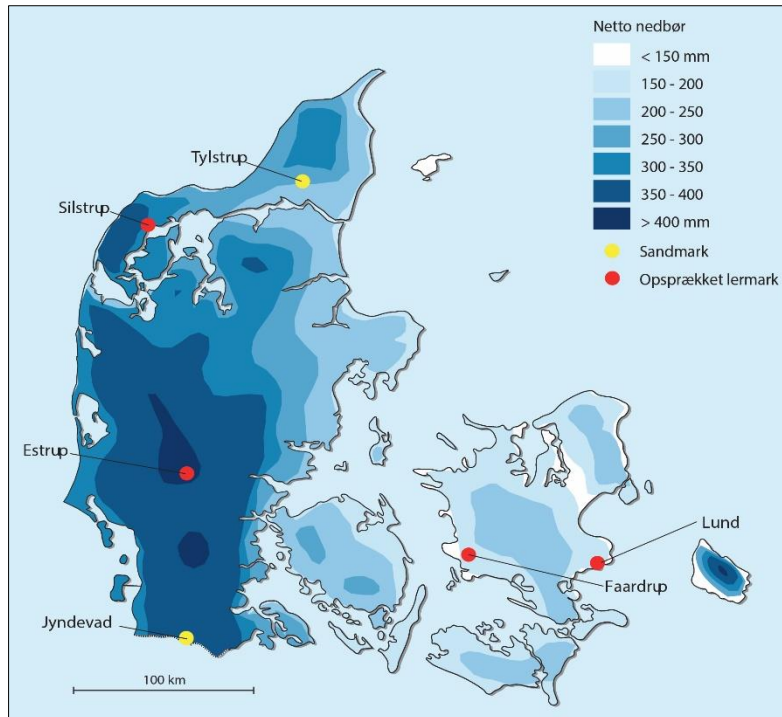 Netto nedbør
< 150 mm
150 - 200
200 - 250
250 - 300
300 - 350
350 - 400
> 400 mm
Sandmark
Opsprækket lermark
Tylstrup
Silstrup
Estrup
Lund
Faardrup
Jyndevad
100 km